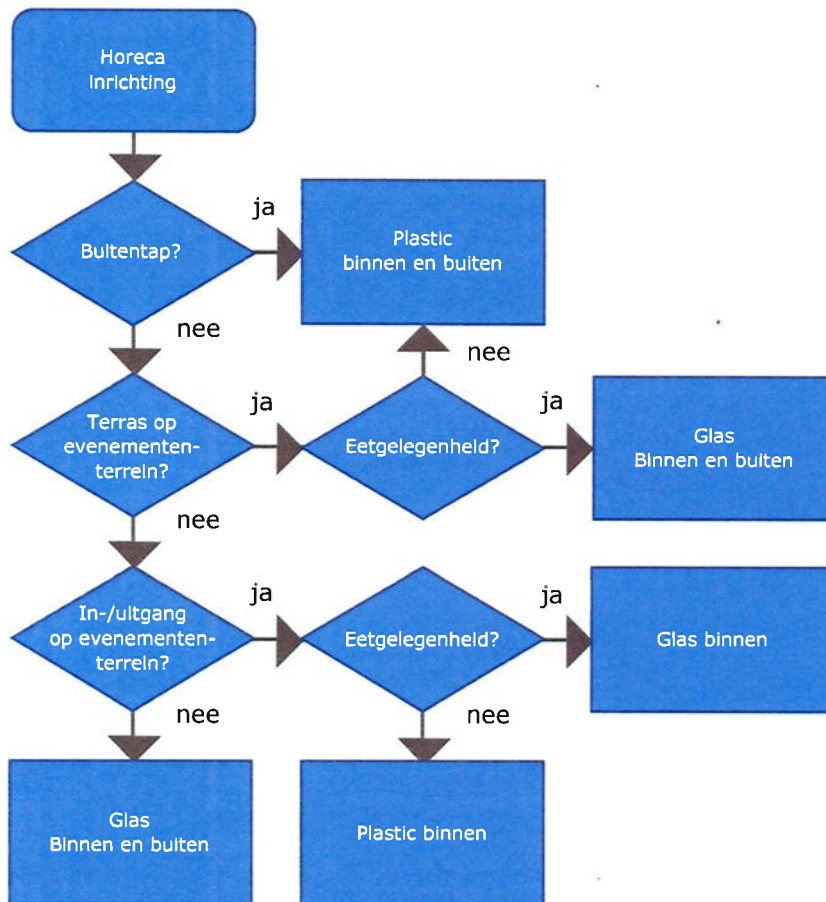 Horeca
inrichting
ja
Buitentap?
Plastic
binnen en buiten
nee
nee
ja
ja
Terras op
evenementen-
terrein?
Eetgelegenheid?
Glas
Binnen en buiten
nee
ja
ja
In-/uitgang
op evenementen-
terrein?
Eetgelegenheid?
Glas binnen
nee
nee
Glas
Binnen en buiten
Plastic binnen